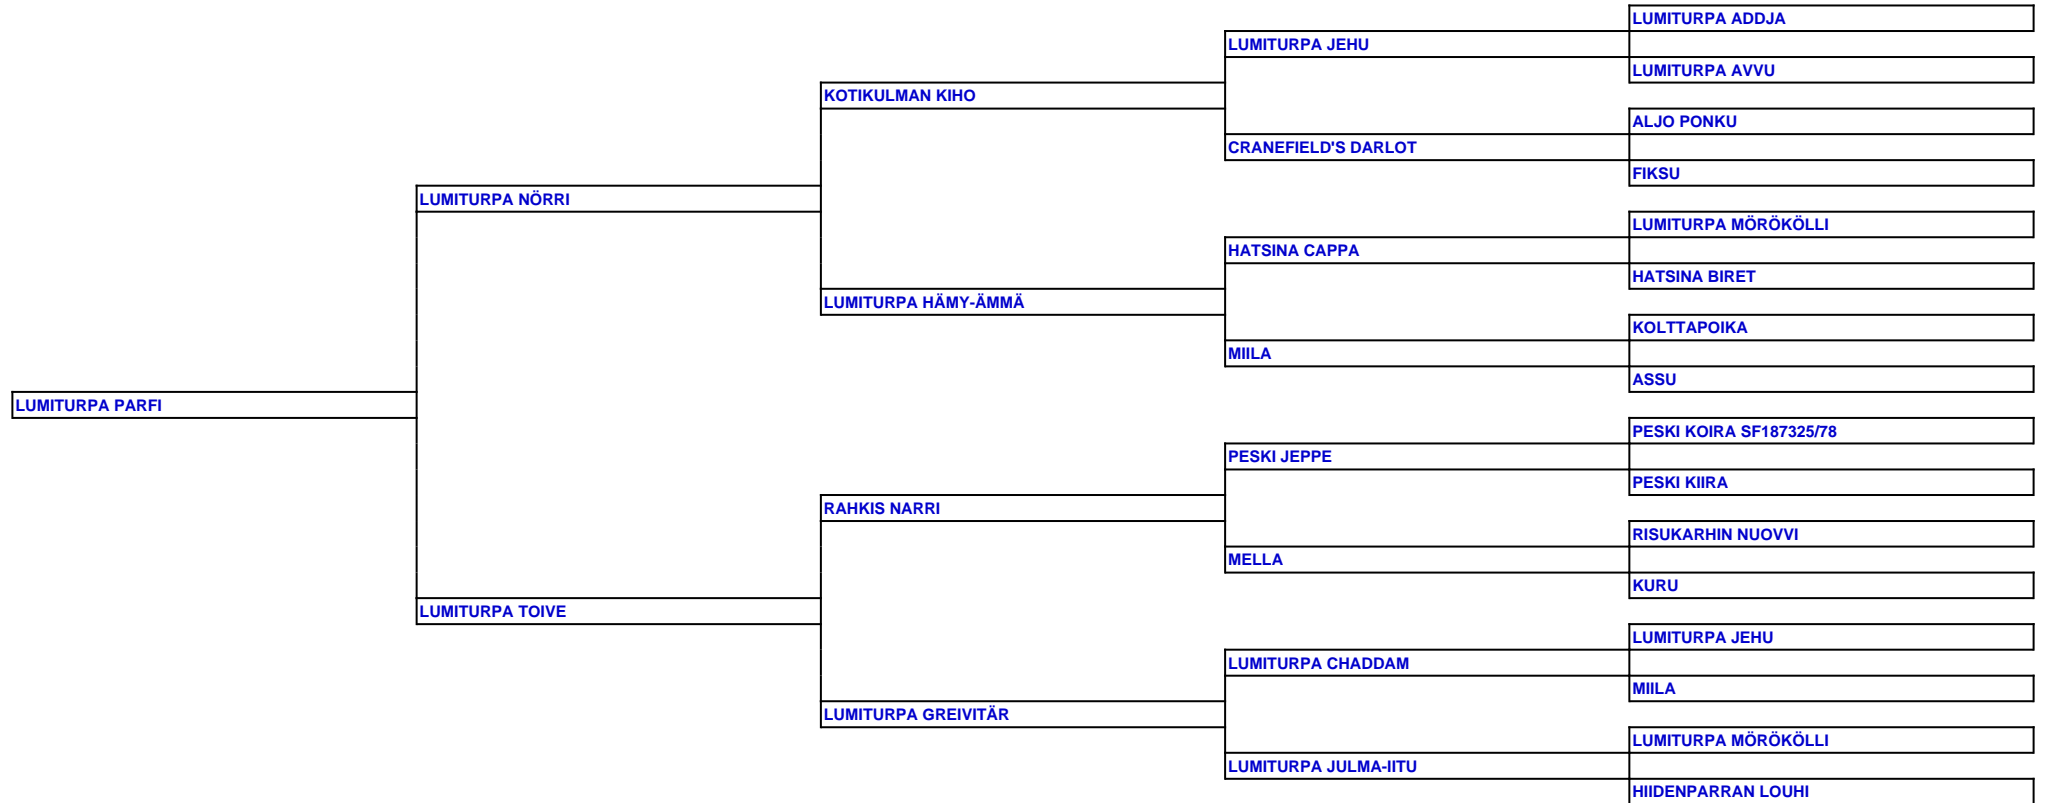 LUMITURPA ADDJA
LUMITURPA JEHU
LUMITURPA AVVU
KOTIKULMAN KIHO
ALJO PONKU
CRANEFIELD'S DARLOT
FIKSU
LUMITURPA NÖRRI
LUMITURPA MÖRÖKÖLLI
HATSINA CAPPA
HATSINA BIRET
LUMITURPA HÄMY-ÄMMÄ
KOLTTAPOIKA
MIILA
ASSU
LUMITURPA PARFI
PESKI KOIRA SF187325/78
PESKI JEPPE
PESKI KIIRA
RAHKIS NARRI
RISUKARHIN NUOVVI
MELLA
KURU
LUMITURPA TOIVE
LUMITURPA JEHU
LUMITURPA CHADDAM
MIILA
LUMITURPA GREIVITÄR
LUMITURPA MÖRÖKÖLLI
LUMITURPA JULMA-IITU
HIIDENPARRAN LOUHI